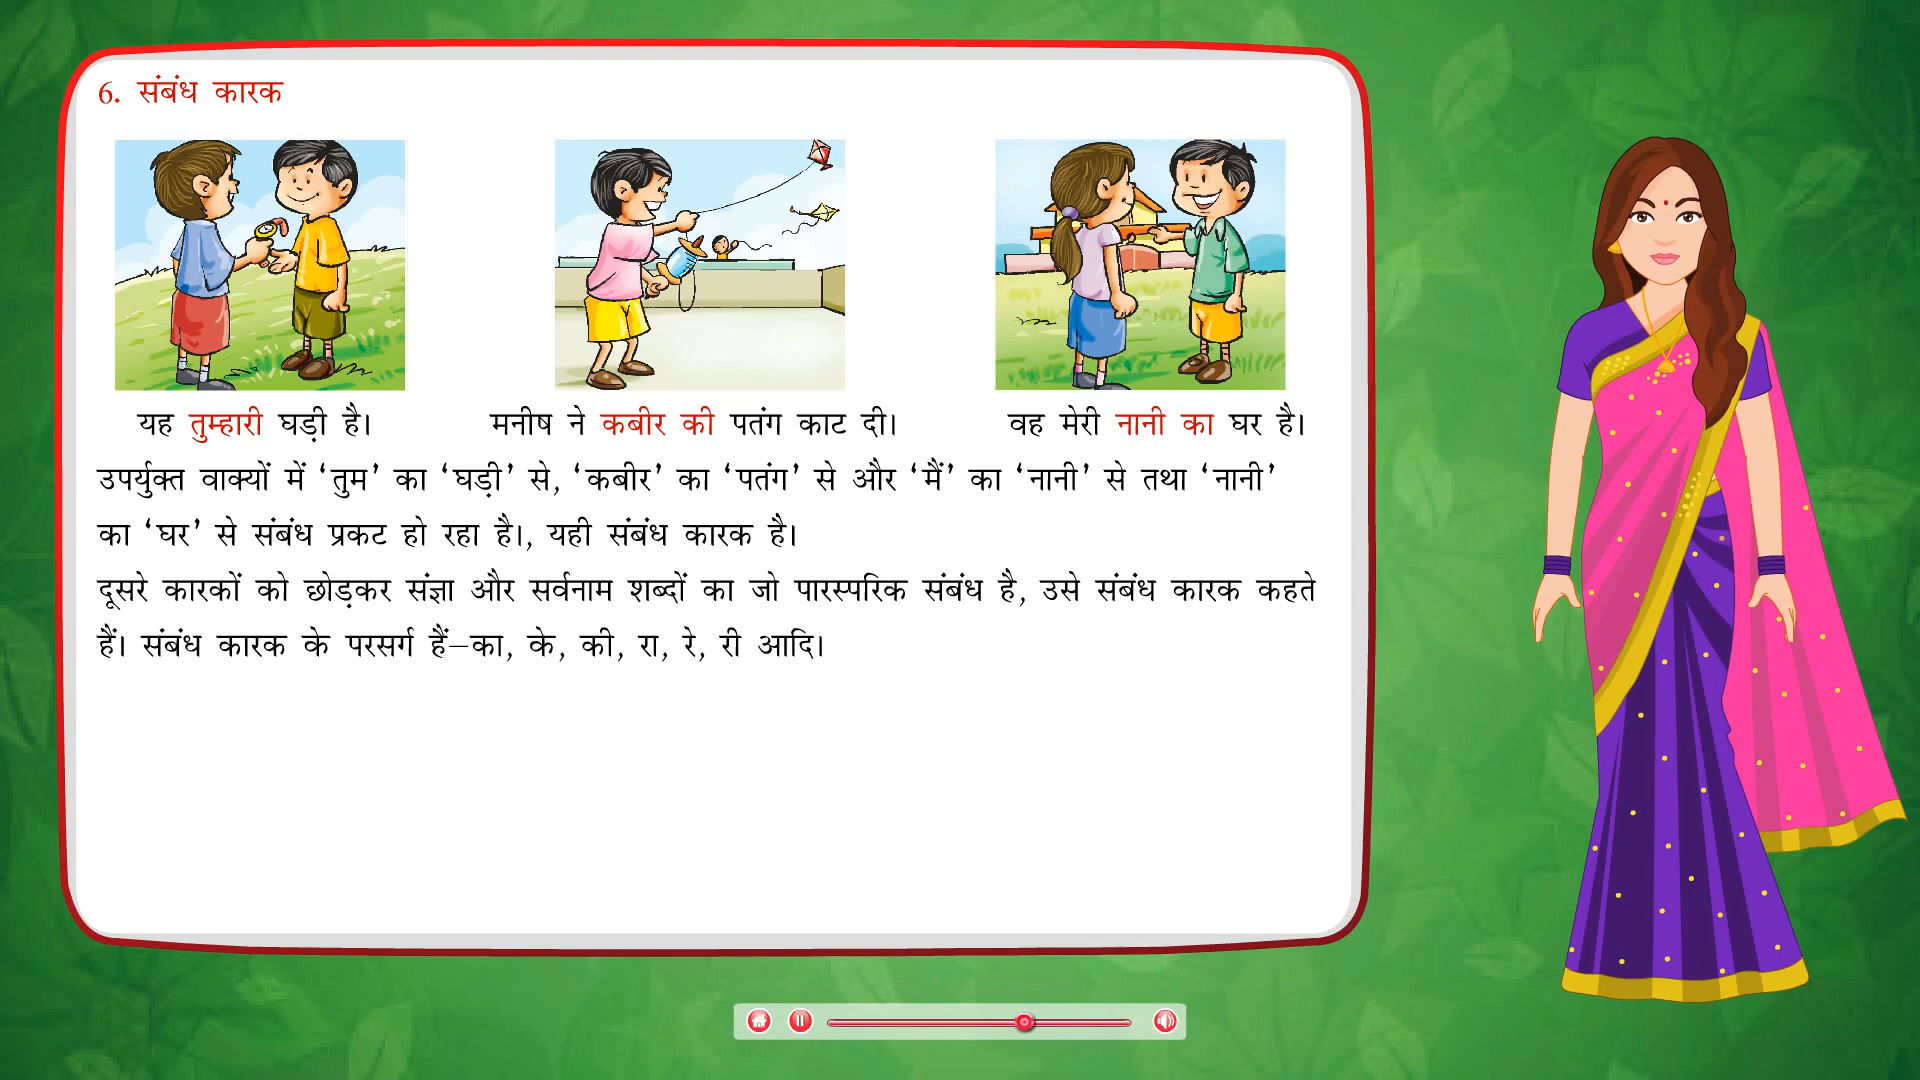 6. संबंध कारक
यह तुम्हारी घड़ी है।
मनीष ने कबीर की पतंग काट दी।
वह मेरी नानी का घर है।
उपर्युक्त वाक्यों में ‘तुम’ का ‘घड़ी’ से, ‘कबीर’ का ‘पतंग’ से और ‘मैं’ का ‘नानी’ से तथा ‘नानी’
का ‘घर’ से संबंध प्रकट हो रहा है।, यही संबंध कारक है।
दूसरे कारकों को छोड़कर संज्ञा और सर्वनाम शब्दों का जो पारस्परिक संबंध है, उसे संबंध कारक कहते
हैं। संबंध कारक के परसर्ग हैं–का, के, की, रा, रे, री आदि।